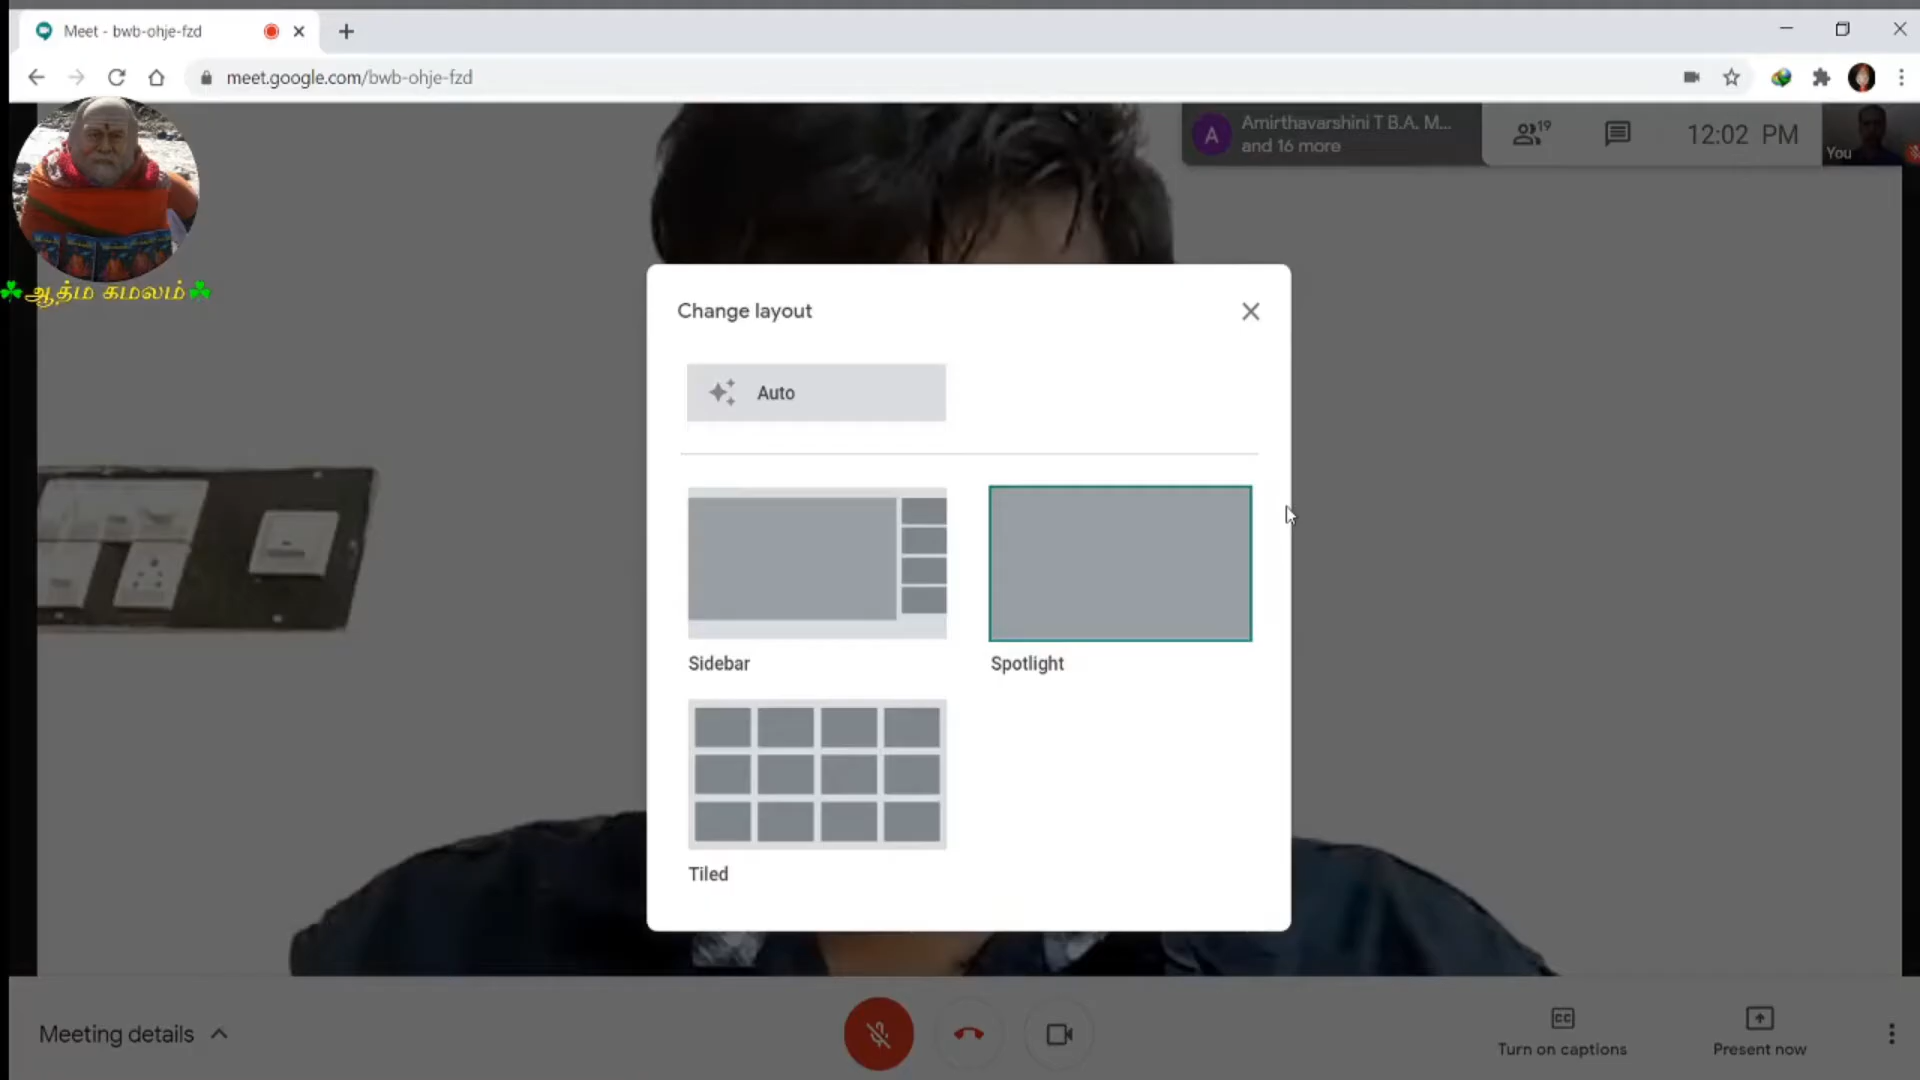 Meet - bwb-ohje-fzd
meet.google.com/bwb-ohje-fzd
A
Amirthavarshini T B.A. M...
and 16 more
19
12:02 PM
You
ஆத்ம கமலம்
Change layout
Auto
Sidebar
Spotlight
Tiled
Meeting details
CC
Turn on captions
Present now